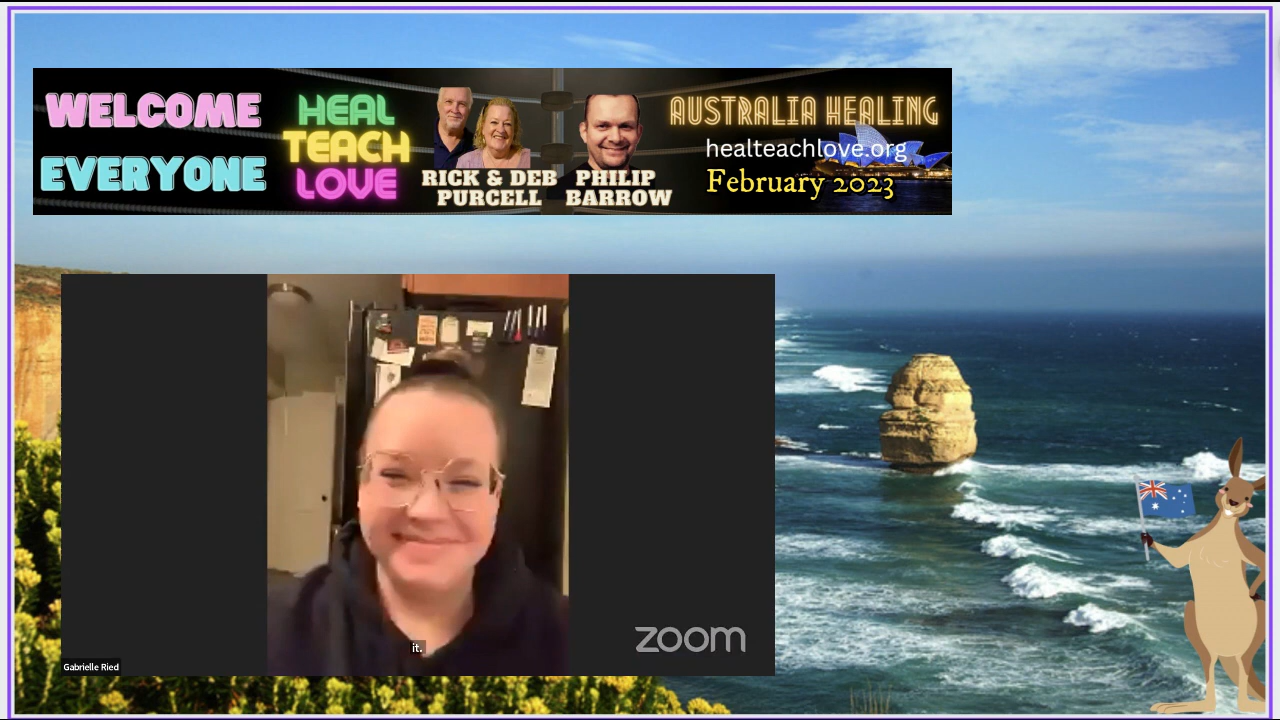 WELCOME
EVERYONE
HEAL
TEACH
LOVE
RICK & DEB
PURCELL
PHILIP
BARROW
AUSTRALIA HEALING
healteachlove.org
February 2023
it.
zoom
Gabrielle Ried